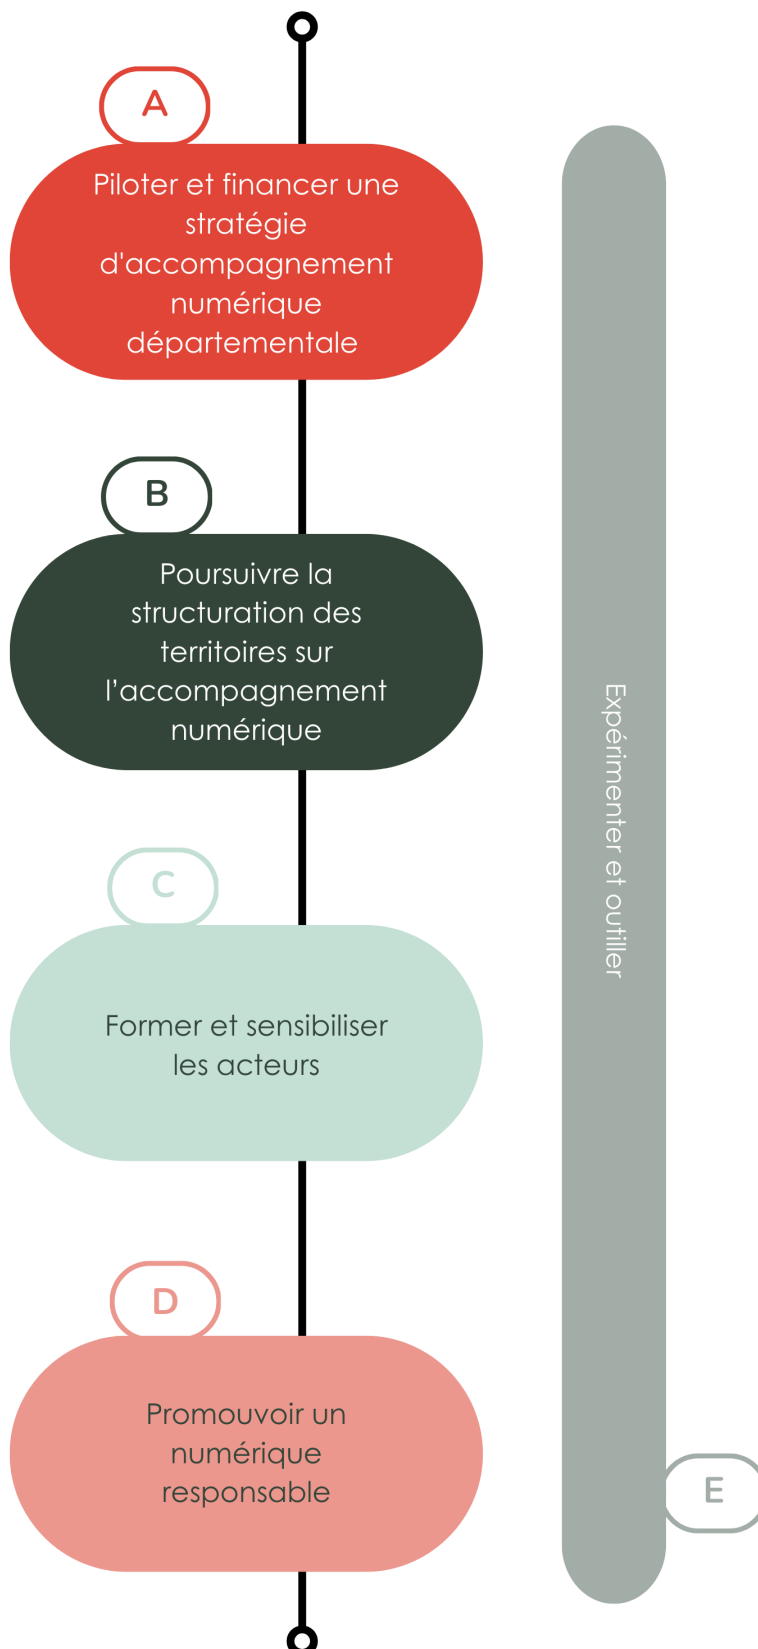 A
Piloter et financer une
stratégie
d'accompagnement
numérique
départementale
B
Poursuivre la
structuration des
territoires sur
l’accompagnement
numérique
C
Former et sensibiliser
les acteurs
D
Promouvoir un
numérique
responsable
Expérimenter et outiller
E